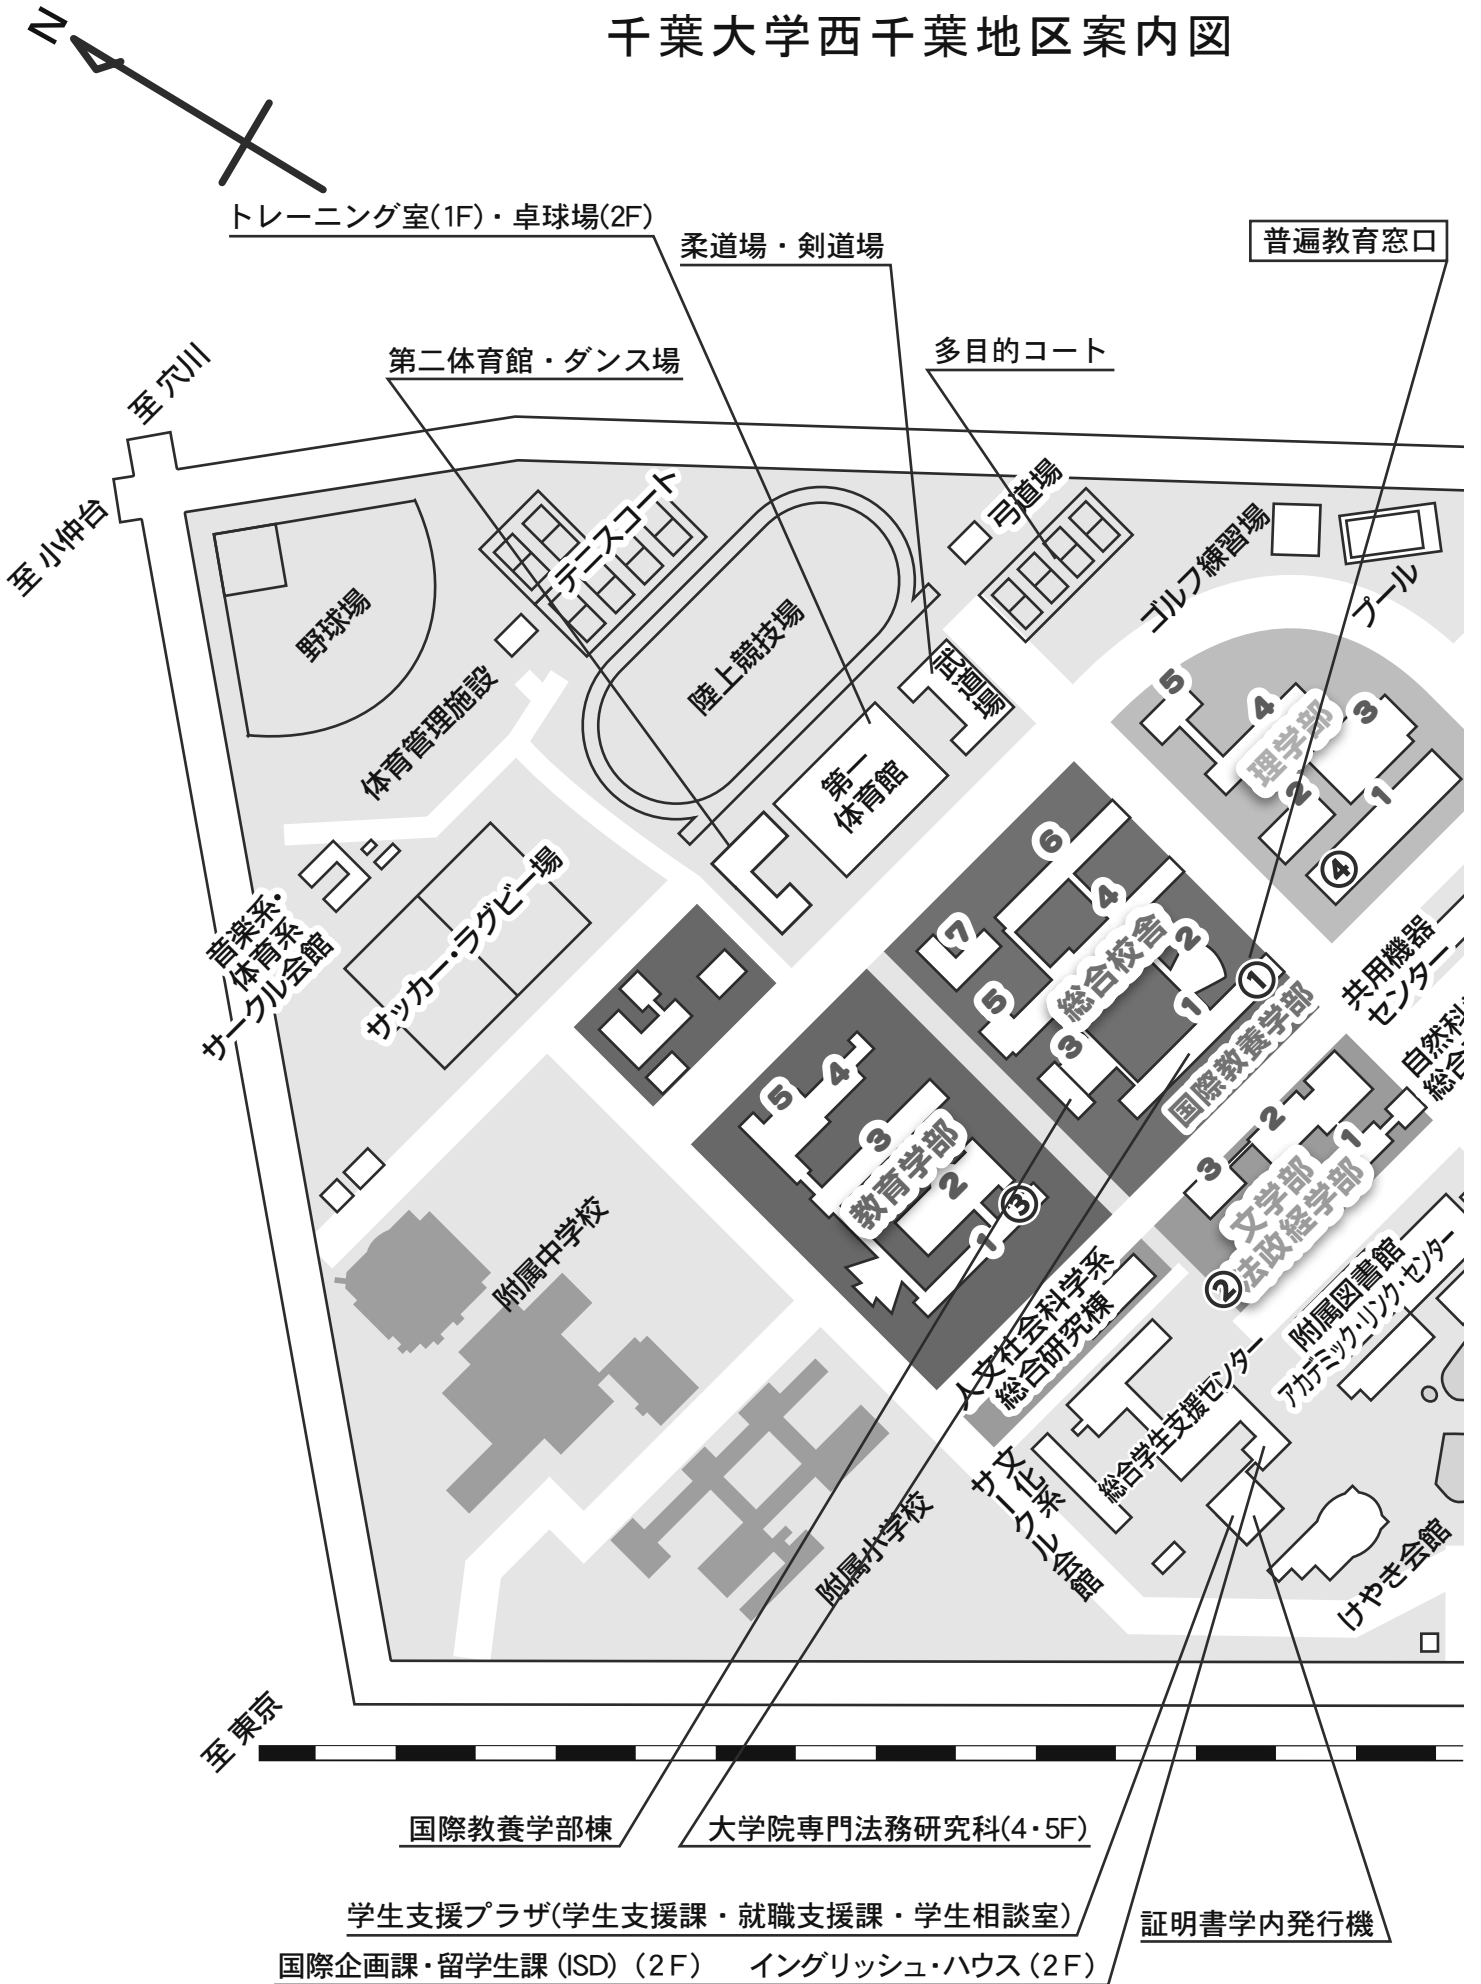 千葉大学西千葉地区案内図
N
トレーニング室(1F)・卓球場(2F)
柔道場・剣道場
普遍教育窓口
第二体育館・ダンス場
多目的コート
至 穴川
至 小仲台
テニスコート
弓道場
ゴルフ練習場
プール
野球場
陸上競技場
武道場
体育管理施設
第一
体育館
5
4
3
理学部
2
1
④
音楽系・
体育系
サークル会館
サッカー・ラグビー場
6
4
7
総合校舎
2
5
3
1
①
国際教養学部
共用機器
センター
自然科
総合
5
4
3
教育学部
2
1
③
2
1
3
文学部
法政経学部
②
附属中学校
人文社会科学系
総合研究棟
附属図書館
アカデミック・リンク・センター
総合学生支援センター
文化系
サークル会館
附属小学校
けやき会館
至 東京
国際教養学部棟
大学院専門法務研究科(4・5F)
学生支援プラザ(学生支援課・就職支援課・学生相談室)
証明書学内発行機
国際企画課・留学生課 (ISD)（2F） イングリッシュ・ハウス（2F）